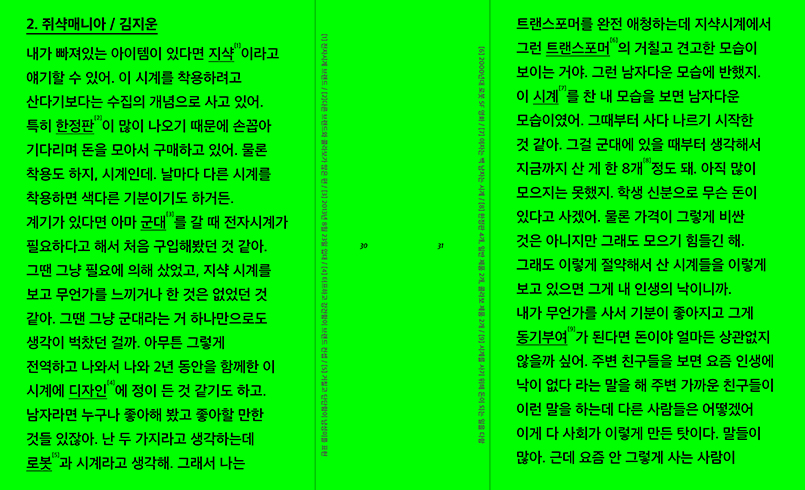 2. 쥐샥매니아 / 김지운
내가 빠져있는 아이템이 있다면 지샥[1]이라고
얘기할 수 있어. 이 시계를 착용하려고
산다기보다는 수집의 개념으로 사고 있어.
특히 한정판[2]이 많이 나오기 때문에 손꼽아
기다리며 돈을 모아서 구매하고 있어. 물론
착용도 하지, 시계인데. 날마다 다른 시계를
착용하면 색다른 기분이기도 하거든.
계기가 있다면 아마 군대[3]를 갈 때 전자시계가
필요하다고 해서 처음 구입해봤던 것 같아.
그땐 그냥 필요에 의해 샀었고, 지샥 시계를
보고 무언가를 느끼거나 한 것은 없었던 것
같아. 그땐 그냥 군대라는 거 하나만으로도
생각이 벅찼던 걸까. 아무튼 그렇게
전역하고 나와서 나와 2년 동안을 함께한 이
시계에 디자인[4]에 정이 든 것 같기도 하고.
남자라면 누구나 좋아해 봤고 좋아할 만한
것들 있잖아. 난 두 가지라고 생각하는데
로봇[5]과 시계라고 생각해. 그래서 나는
30
31
트랜스포머를 완전 애청하는데 지샥시계에서
그런 트랜스포머[6]의 거칠고 견고한 모습이
보이는 거야. 그런 남자다운 모습에 반했지.
이 시계[7]를 찬 내 모습을 보면 남자다운
모습이였어. 그때부터 사다 나르기 시작한
것 같아. 그걸 군대에 있을 때부터 생각해서
지금까지 산 게 한 8개[8]정도 돼. 아직 많이
모으지는 못했지. 학생 신분으로 무슨 돈이
있다고 사겠어. 물론 가격이 그렇게 비싼
것은 아니지만 그래도 모으기 힘들긴 해.
그래도 이렇게 절약해서 산 시계들을 이렇게
보고 있으면 그게 내 인생의 낙이니까.
내가 무언가를 사서 기분이 좋아지고 그게
동기부여[9]가 된다면 돈이야 얼마든 상관없지
않을까 싶어. 주변 친구들을 보면 요즘 인생에
낙이 없다 라는 말을 해 주변 가까운 친구들이
이런 말을 하는데 다른 사람들은 어떻겠어
이게 다 사회가 이렇게 만든 탓이다. 말들이
많아. 근데 요즘 안 그렇게 사는 사람이